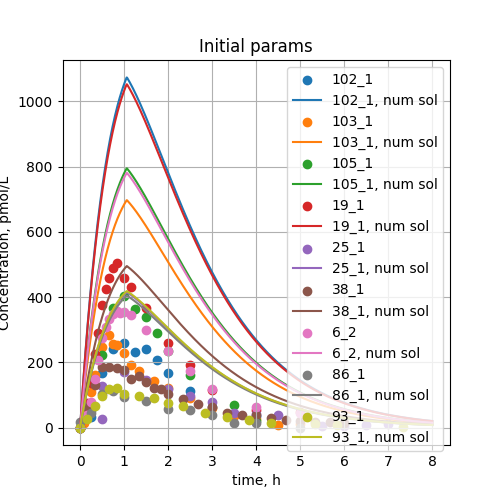 Initial params
Concentration, pmol/L
1000
800
600
400
200
0
102_1
102_1, num sol
103_1
103_1, num sol
105_1
105_1, num sol
19_1
19_1, num sol
25_1
25_1, num sol
38_1
38_1, num sol
6_2
6_2, num sol
86_1
86_1, num sol
93_1
93_1, num sol
0 1 2 3 4 5 6 7 8
time, h